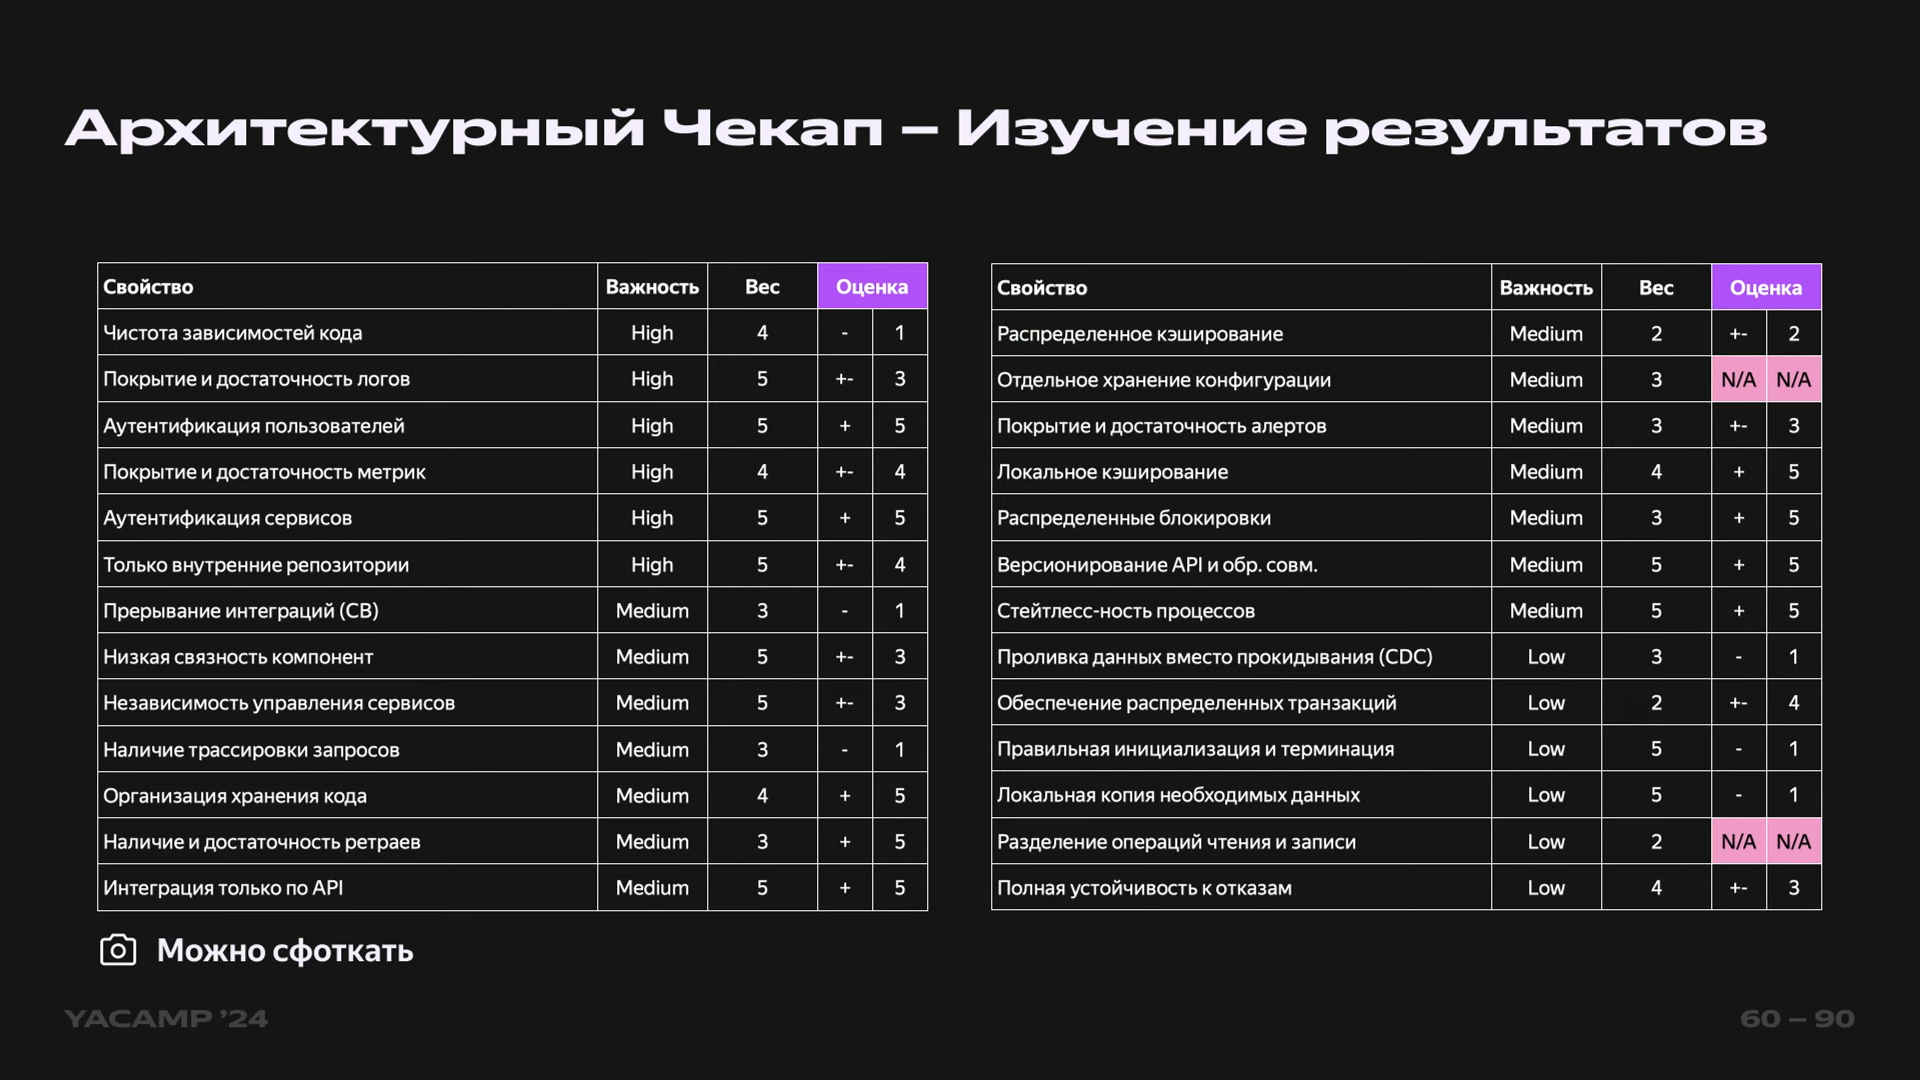 Архитектурный Чекап – Изучение результатов
Свойство Важность Вес Оценка
Чистота зависимостей кода High 4 - 1
Покрытие и достаточность логов High 5 +- 3
Аутентификация пользователей High 5 + 5
Покрытие и достаточность метрик High 4 +- 4
Аутентификация сервисов High 5 + 5
Только внутренние репозитории High 5 +- 4
Прерывание интеграций (CB) Medium 3 - 1
Низкая связность компонент Medium 5 +- 3
Независимость управления сервисов Medium 5 +- 3
Наличие трассировки запросов Medium 3 - 1
Организация хранения кода Medium 4 + 5
Наличие и достаточность ретраев Medium 3 + 5
Интеграция только по API Medium 5 + 5
Свойство Важность Вес Оценка
Распределенное кэширование Medium 2 +- 2
Отдельное хранение конфигурации Medium 3 N/A N/A
Покрытие и достаточность алертов Medium 3 +- 3
Локальное кэширование Medium 4 + 5
Распределенные блокировки Medium 3 + 5
Версионирование API и обр. совм. Medium 5 + 5
Стейтлесс-ность процессов Medium 5 + 5
Проливка данных вместо прокидывания (CDC) Low 3 - 1
Обеспечение распределенных транзакций Low 2 +- 4
Правильная инициализация и терминация Low 5 - 1
Локальная копия необходимых данных Low 5 - 1
Разделение операций чтения и записи Low 2 N/A N/A
Полная устойчивость к отказам Low 4 +- 3
Можно сфоткать
YACAMP ’24
60 – 90